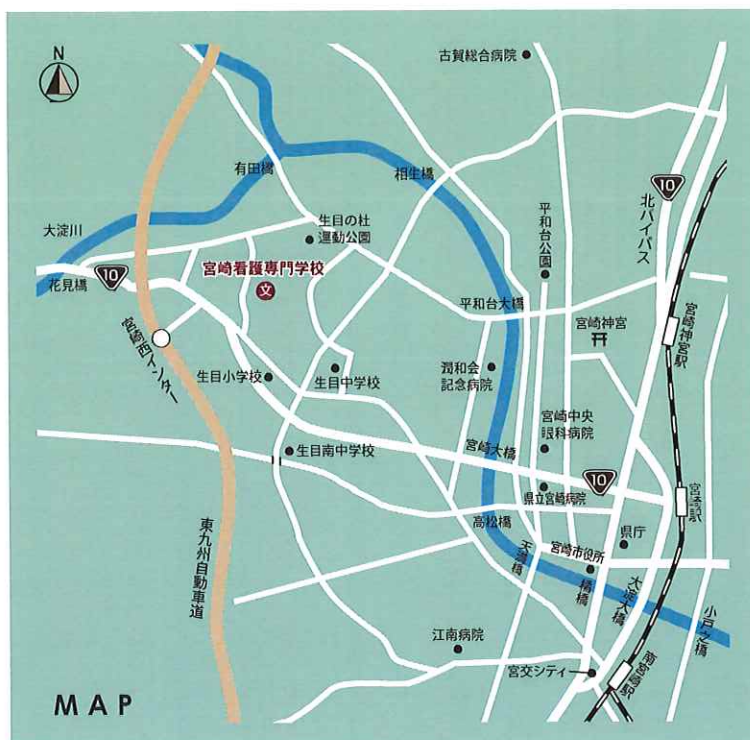 N
古賀総合病院
10
北バイパス
有田橋
相生橋
平和台公園
大淀川
生目の杜
運動公園
宮崎看護専門学校
文
花見橋
10
宮崎西インター
平和台大橋
宮崎神宮
宮崎神宮駅
生目小学校
生目中学校
潤和会
記念病院
宮崎中央
眼科病院
生目南中学校
宮崎大橋
10
県立宮崎病院
宮崎駅
高松橋
県庁
東九州自動車道
天満橋
宮崎市役所
橘橋
大淀大橋
小戸之橋
江南病院
宮交シティ
南宮崎駅
MAP